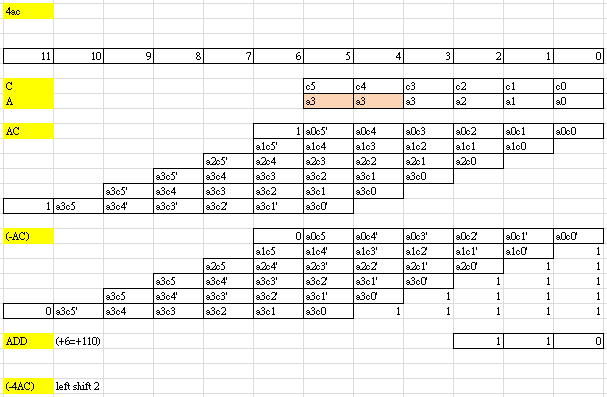 4ac
11 10 9 8 7 6 5 4 3 2 1 0
C c5 c4 c3 c2 c1 c0
A a3 a3 a3 a2 a1 a0
AC 1 a0c5' a0c4 a0c3 a0c2 a0c1 a0c0
a1c5' a1c4 a1c3 a1c2 a1c1 a1c0
a2c5' a2c4 a2c3 a2c2 a2c1 a2c0
a3c5' a3c4 a3c3 a3c2 a3c1 a3c0
a3c5' a3c4 a3c3 a3c2 a3c1 a3c0
1 a3c5 a3c4' a3c3' a3c2' a3c1' a3c0'
(-AC) 0 a0c5 a0c4' a0c3' a0c2' a0c1' a0c0'
a1c5 a1c4' a1c3' a1c2' a1c1' a1c0' 1
a2c5 a2c4' a2c3' a2c2' a2c1' a2c0' 1 1
a3c5 a3c4' a3c3' a3c2' a3c1' a3c0' 1 1 1
a3c5 a3c4' a3c3' a3c2' a3c1' a3c0' 1 1 1 1
0 a3c5' a3c4 a3c3 a3c2 a3c1 a3c0 1 1 1 1 1
ADD (+6=+110) 1 1 0
(-4AC) left shift 2